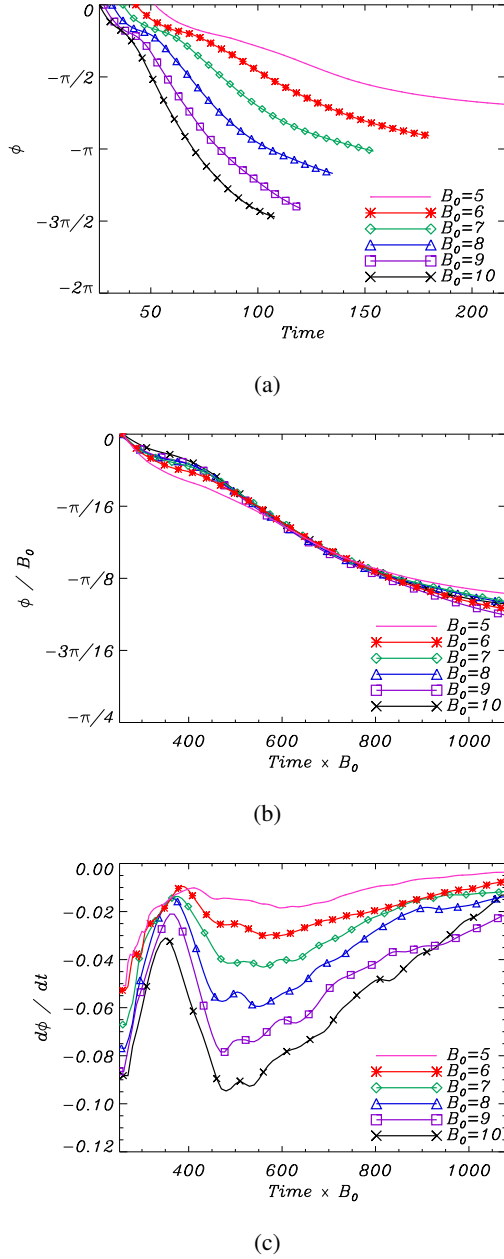 0
−π/2
−π
−3π/2
−2π
φ
50
100
150
200
Time
B₀=5
B₀=6
B₀=7
B₀=8
B₀=9
B₀=10
(a)
0
−π/16
−π/8
−3π/16
−π/4
φ / B₀
400
600
800
1000
Time × B₀
B₀=5
B₀=6
B₀=7
B₀=8
B₀=9
B₀=10
(b)
0.00
−0.02
−0.04
−0.06
−0.08
−0.10
−0.12
dφ / dt
400
600
800
1000
Time × B₀
B₀=5
B₀=6
B₀=7
B₀=8
B₀=9
B₀=10
(c)